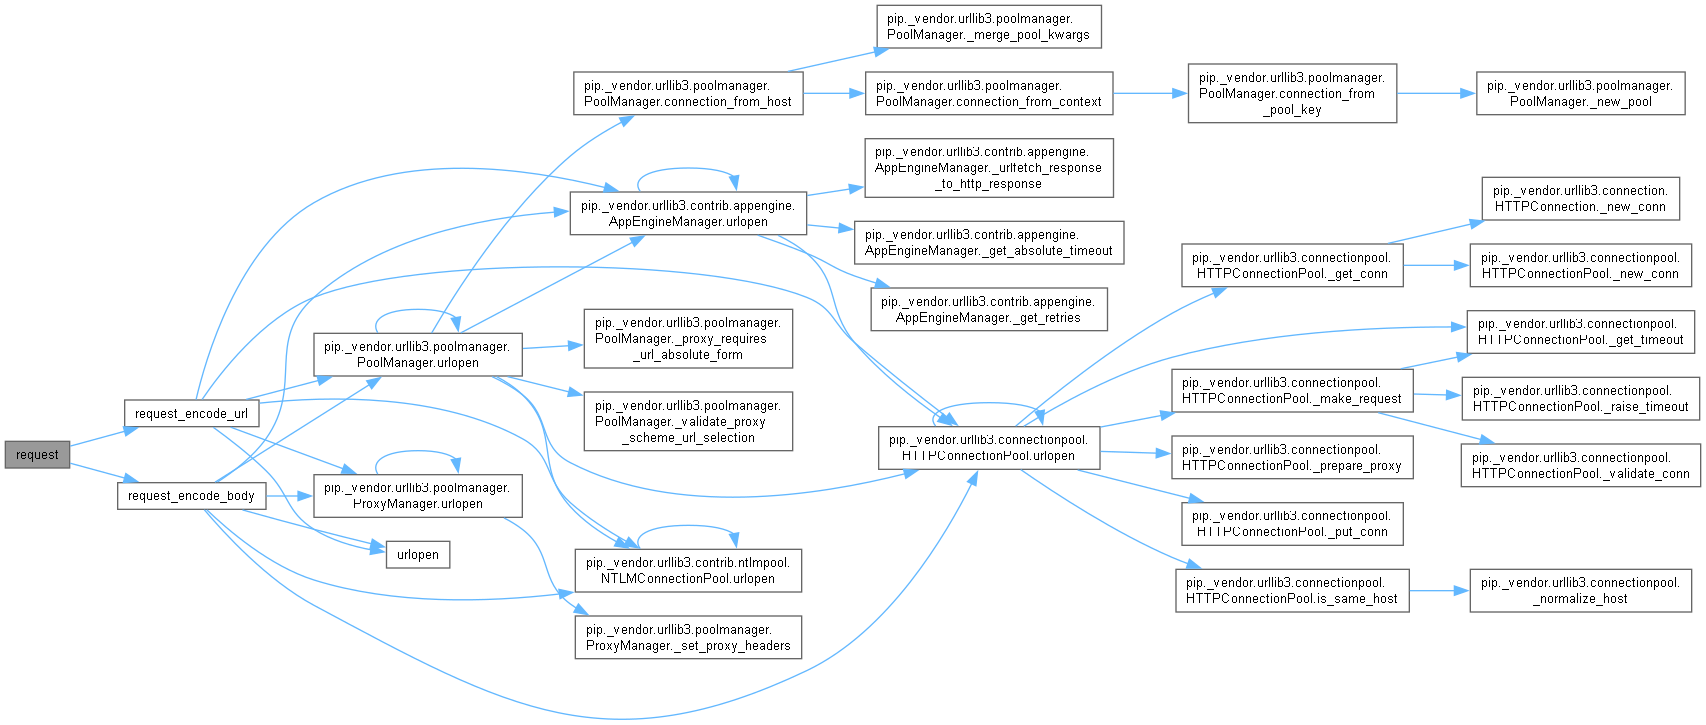 request
request_encode_url
request_encode_body
pip._vendor.urllib3.poolmanager.
PoolManager.urlopen
pip._vendor.urllib3.poolmanager.
ProxyManager.urlopen
urlopen
pip._vendor.urllib3.poolmanager.
PoolManager.connection_from_host
pip._vendor.urllib3.contrib.appengine.
AppEngineManager.urlopen
pip._vendor.urllib3.poolmanager.
PoolManager._proxy_requires
_url_absolute_form
pip._vendor.urllib3.poolmanager.
PoolManager._validate_proxy
_scheme_url_selection
pip._vendor.urllib3.contrib.ntlmpool.
NTLMConnectionPool.urlopen
pip._vendor.urllib3.poolmanager.
ProxyManager._set_proxy_headers
pip._vendor.urllib3.poolmanager.
PoolManager._merge_pool_kwargs
pip._vendor.urllib3.poolmanager.
PoolManager.connection_from_context
pip._vendor.urllib3.contrib.appengine.
AppEngineManager._urlfetch_response
_to_http_response
pip._vendor.urllib3.contrib.appengine.
AppEngineManager._get_absolute_timeout
pip._vendor.urllib3.contrib.appengine.
AppEngineManager._get_retries
pip._vendor.urllib3.connectionpool.
HTTPConnectionPool.urlopen
pip._vendor.urllib3.poolmanager.
PoolManager.connection_from
_pool_key
pip._vendor.urllib3.connectionpool.
HTTPConnectionPool._get_conn
pip._vendor.urllib3.connectionpool.
HTTPConnectionPool._make_request
pip._vendor.urllib3.connectionpool.
HTTPConnectionPool._prepare_proxy
pip._vendor.urllib3.connectionpool.
HTTPConnectionPool._put_conn
pip._vendor.urllib3.connectionpool.
HTTPConnectionPool.is_same_host
pip._vendor.urllib3.poolmanager.
PoolManager._new_pool
pip._vendor.urllib3.connection.
HTTPConnection._new_conn
pip._vendor.urllib3.connectionpool.
HTTPConnectionPool._new_conn
pip._vendor.urllib3.connectionpool.
HTTPConnectionPool._get_timeout
pip._vendor.urllib3.connectionpool.
HTTPConnectionPool._raise_timeout
pip._vendor.urllib3.connectionpool.
HTTPConnectionPool._validate_conn
pip._vendor.urllib3.connectionpool.
_normalize_host